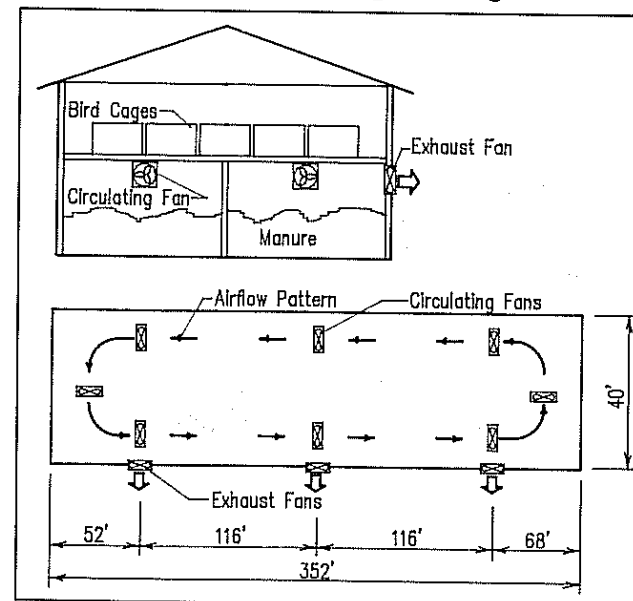 Bird Cages
Exhaust Fan
Circulating Fan
Manure
Airflow Pattern
Circulating Fans
40'
Exhaust Fans
52'
116'
116'
68'
352'